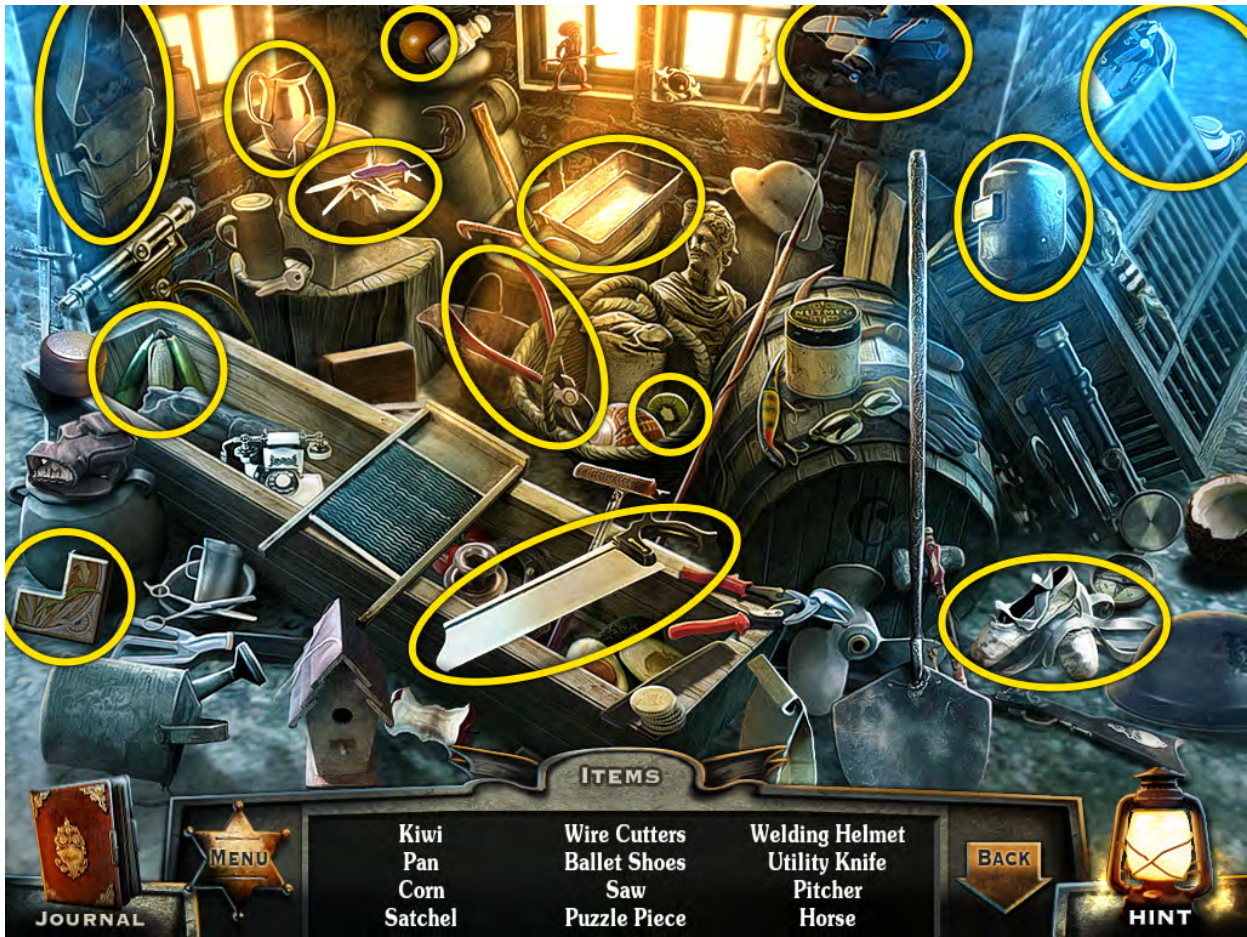 NUTMEG
ITEMS
Kiwi
Wire Cutters
Welding Helmet
Pan
Ballet Shoes
Utility Knife
Corn
Saw
Pitcher
Satchel
Puzzle Piece
Horse
MENU
BACK
JOURNAL
HINT